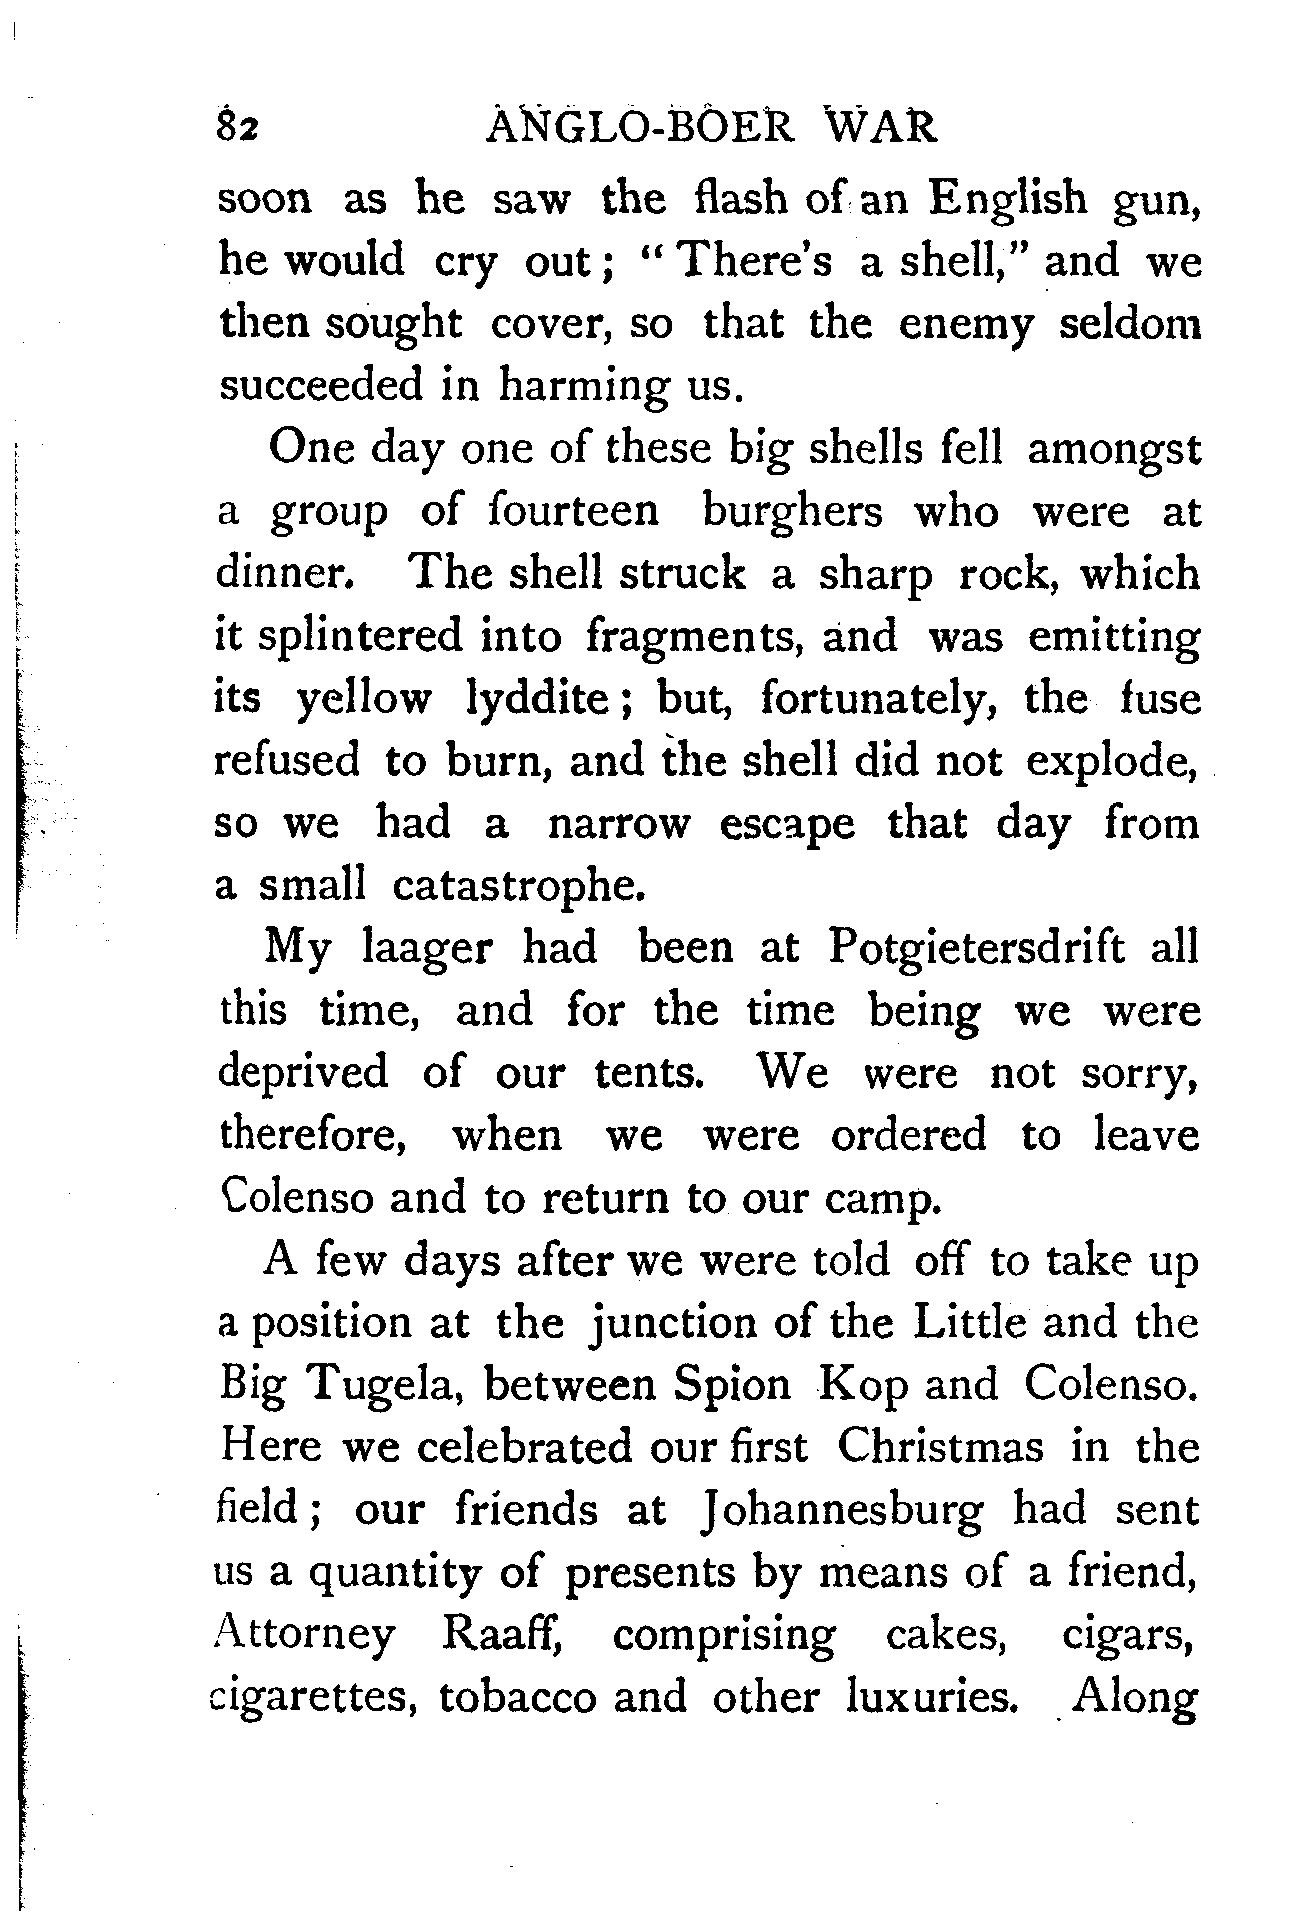 82 ANGLO-BOER WAR
soon as he saw the flash of an English gun,
he would cry out; “ There's a shell,” and we
then sought cover, so that the enemy seldom
succeeded in harming us.
One day one of these big shells fell amongst
a group of fourteen burghers who were at
dinner. The shell struck a sharp rock, which
it splintered into fragments, and was emitting
its yellow lyddite; but, fortunately, the fuse
refused to burn, and the shell did not explode,
so we had a narrow escape that day from
a small catastrophe.
My laager had been at Potgietersdrift all
this time, and for the time being we were
deprived of our tents. We were not sorry,
therefore, when we were ordered to leave
Colenso and to return to our camp.
A few days after we were told off to take up
a position at the junction of the Little and the
Big Tugela, between Spion Kop and Colenso.
Here we celebrated our first Christmas in the
field; our friends at Johannesburg had sent
us a quantity of presents by means of a friend,
Attorney Raaff, comprising cakes, cigars,
cigarettes, tobacco and other luxuries. Along